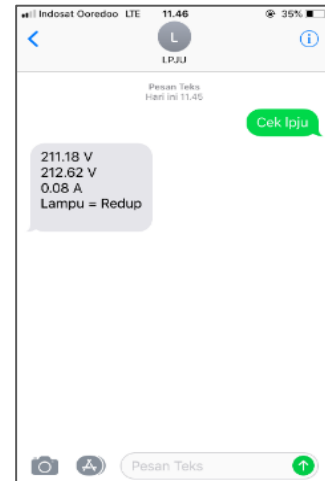 Indosat Ooredoo LTE 11.46 35%
L
LPJU
Pesan Teks
Hari ini 11.45
Cek lpju
211.18 V
212.62 V
0.08 A
Lampu = Redup
Pesan Teks